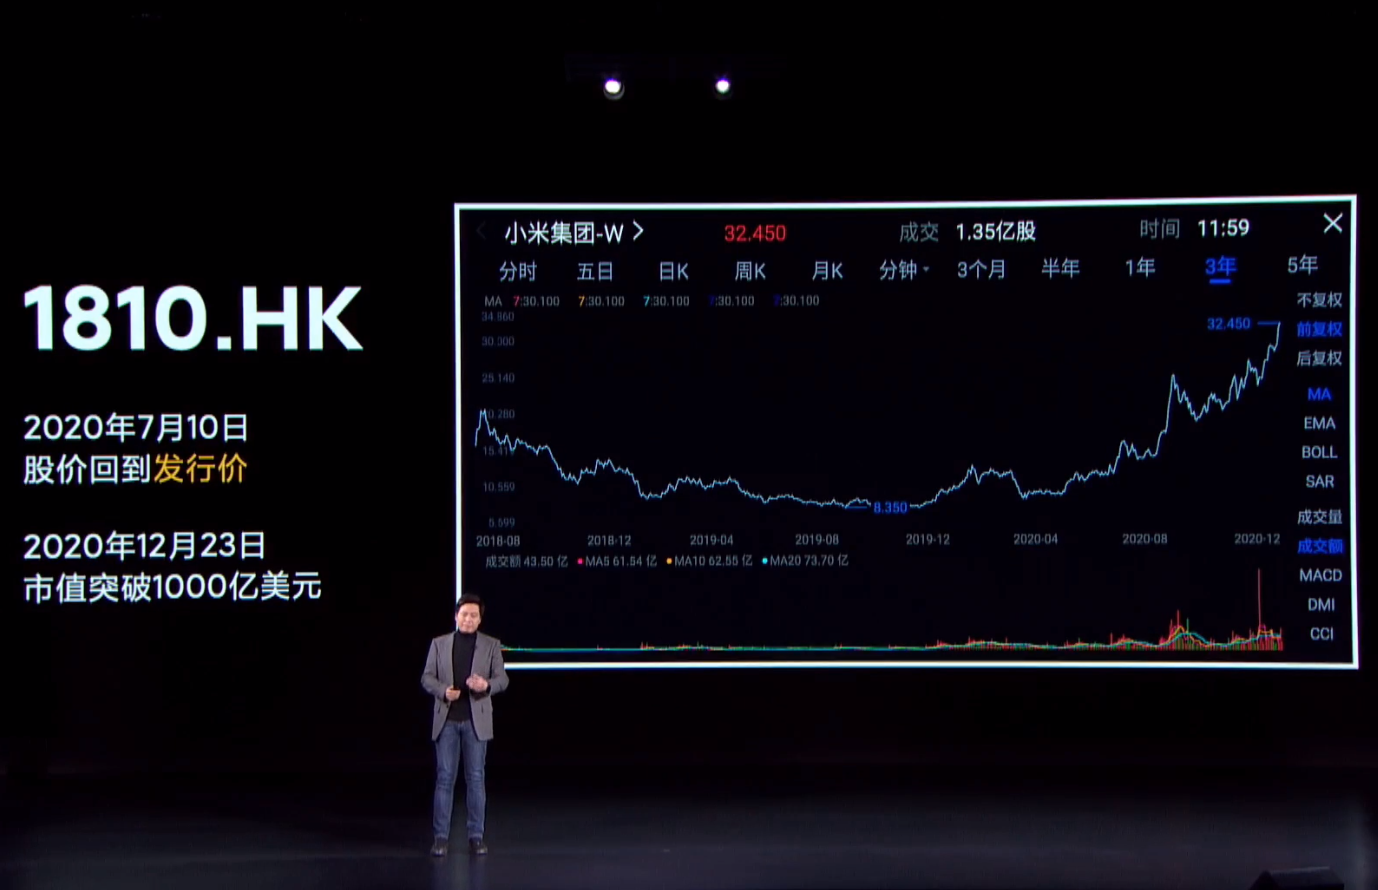 1810.HK
2020年7月10日
股价回到发行价
2020年12月23日
市值突破1000亿美元
小米集团-W
32.450
成交 1.35亿股
时间 11:59
分时 五日 日K 周K 月K 分钟 3个月 半年 1年 3年 5年
MA 7:30.100 7:30.100 7:30.100 :30.100 :30.100
34.860
30.300
25.140
0.280
15.41
10.559
5.599
32.450
8.350
2018-08 2018-12 2019-04 2019-08 2019-12 2020-04 2020-08 2020-12
成交额 43.50 亿 MA5 61.54 亿 MA10 62.55 亿 MA20 73.70 亿
不复权
前复权
后复权
MA
EMA
BOLL
SAR
成交量
成交额
MACD
DMI
CCI